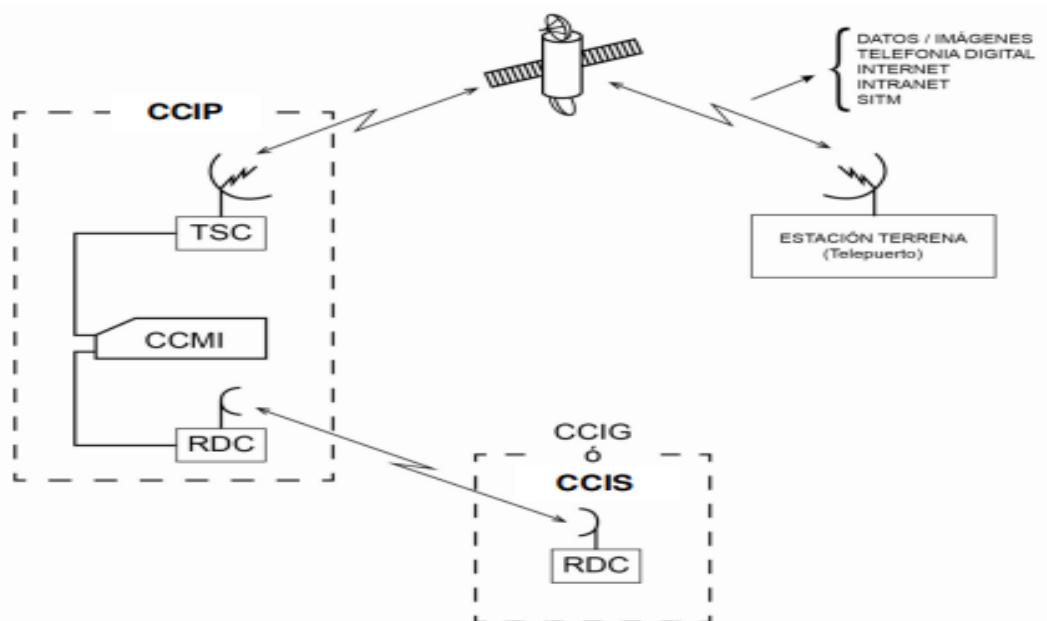 DATOS / IMÁGENES
TELEFONIA DIGITAL
INTERNET
INTRANET
SITM
CCIP
TSC
ESTACIÓN TERRENA
(Telepuerto)
CCMI
RDC
CCIG
ó
CCIS
RDC